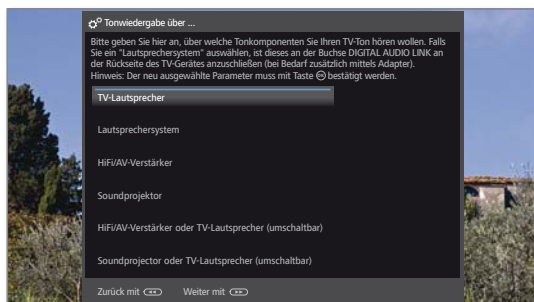 Tonwiedergabe über ...
Bitte geben Sie hier an, über welche Tonkomponenten Sie Ihren TV-Ton hören wollen. Falls
Sie ein "Lautsprechersystem" auswählen, ist dieses an der Buchse DIGITAL AUDIO LINK an
der Rückseite des TV-Gerätes anzuschließen (bei Bedarf zusätzlich mittels Adapter).
Hinweis: Der neu ausgewählte Parameter muss mit Taste OK bestätigt werden.
TV-Lautsprecher
Lautsprechersystem
HiFi/AV-Verstärker
Soundprojektor
HiFi/AV-Verstärker oder TV-Lautsprecher (umschaltbar)
Soundprojector oder TV-Lautsprecher (umschaltbar)
Zurück mit Weiter mit